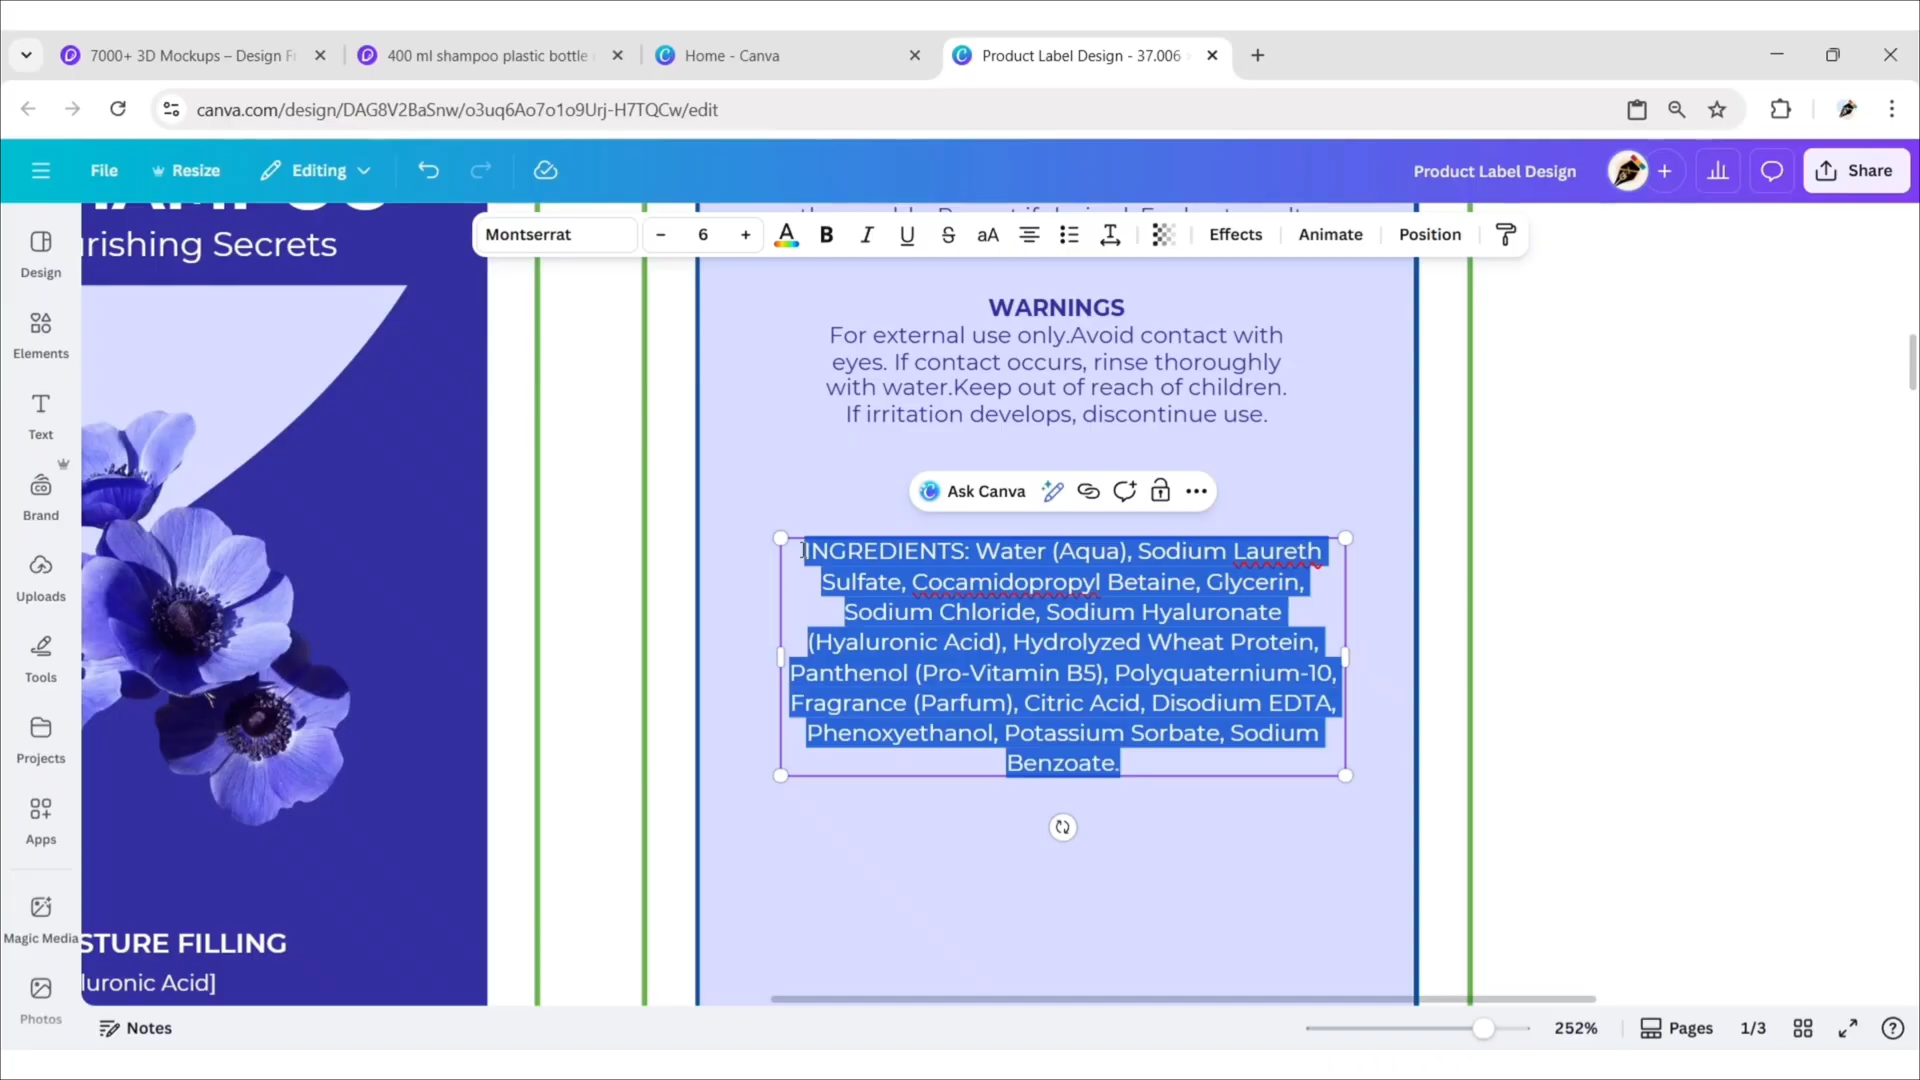 7000+ 3D Mockups – Design Fr
400 ml shampoo plastic bottle
Home - Canva
Product Label Design - 37.006
canva.com/design/DAG8V2BaSnw/o3uq6Ao7o1o9Urj-H7TQCw/edit
File
Resize
Editing
Product Label Design
Share
Montserrat
6
aA
Effects
Animate
Position
Design
Elements
Text
Brand
Uploads
Tools
Projects
Apps
Magic Media
Photos
urishing Secrets
STURE FILLING
luronic Acid]
WARNINGS
For external use only.Avoid contact with
eyes. If contact occurs, rinse thoroughly
with water.Keep out of reach of children.
If irritation develops, discontinue use.
Ask Canva
INGREDIENTS: Water (Aqua), Sodium Laureth
Sulfate, Cocamidopropyl Betaine, Glycerin,
Sodium Chloride, Sodium Hyaluronate
(Hyaluronic Acid), Hydrolyzed Wheat Protein,
Panthenol (Pro-Vitamin B5), Polyquaternium-10,
Fragrance (Parfum), Citric Acid, Disodium EDTA,
Phenoxyethanol, Potassium Sorbate, Sodium
Benzoate.
Notes
252%
Pages
1/3